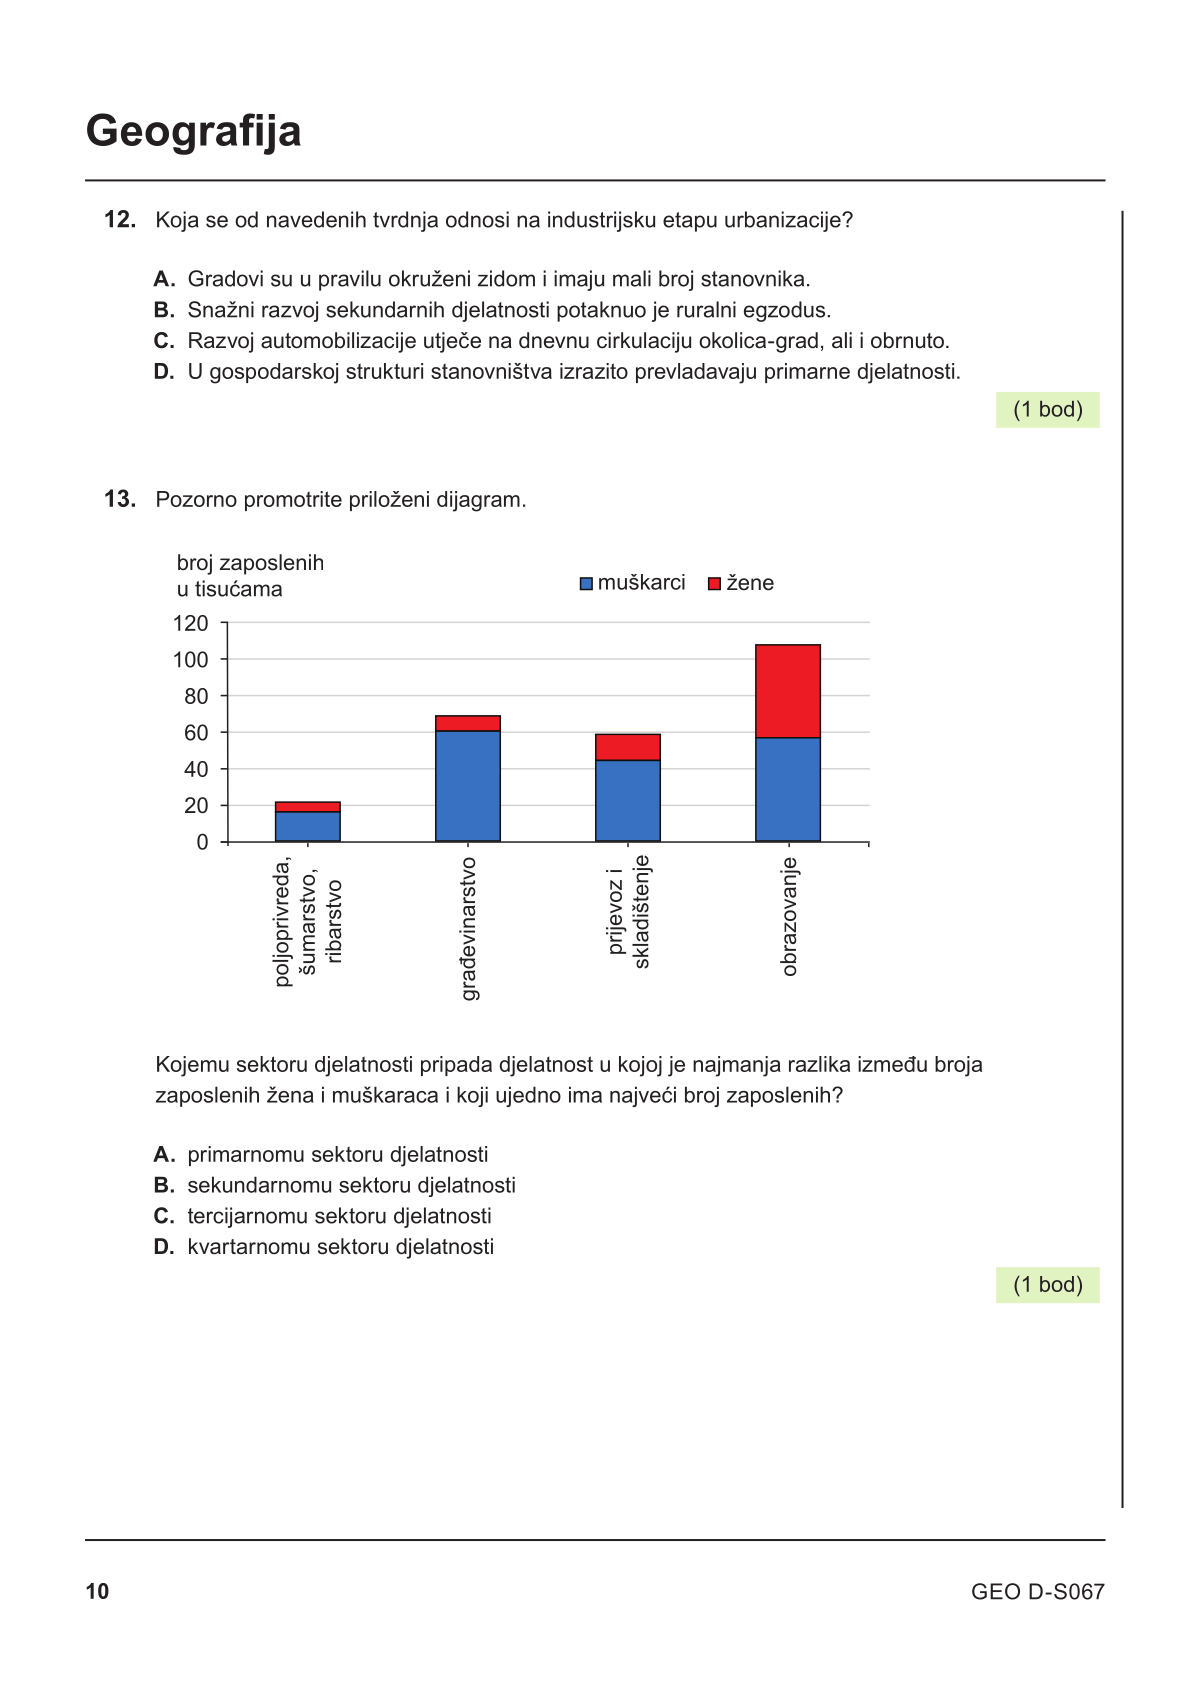 Geografija
12. Koja se od navedenih tvrdnja odnosi na industrijsku etapu urbanizacije?
A. Gradovi su u pravilu okruženi zidom i imaju mali broj stanovnika.
B. Snažni razvoj sekundarnih djelatnosti potaknuo je ruralni egzodus.
C. Razvoj automobilizacije utječe na dnevnu cirkulaciju okolica-grad, ali i obrnuto.
D. U gospodarskoj strukturi stanovništva izrazito prevladavaju primarne djelatnosti.
(1 bod)
13. Pozorno promotrite priloženi dijagram.
broj zaposlenih
u tisućama
muškarci žene
120
100
80
60
40
20
0
poljoprivreda,
šumarstvo,
ribarstvo
građevinarstvo
prijevoz i
skladištenje
obrazovanje
Kojemu sektoru djelatnosti pripada djelatnost u kojoj je najmanja razlika između broja
zaposlenih žena i muškaraca i koji ujedno ima najveći broj zaposlenih?
A. primarnomu sektoru djelatnosti
B. sekundarnomu sektoru djelatnosti
C. tercijarnomu sektoru djelatnosti
D. kvartarnomu sektoru djelatnosti
(1 bod)
10
GEO D-S067